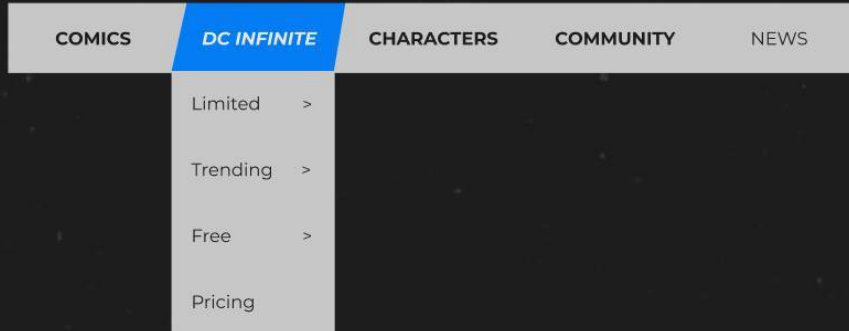 COMICS DC INFINITE CHARACTERS COMMUNITY NEWS
Limited >
Trending >
Free >
Pricing